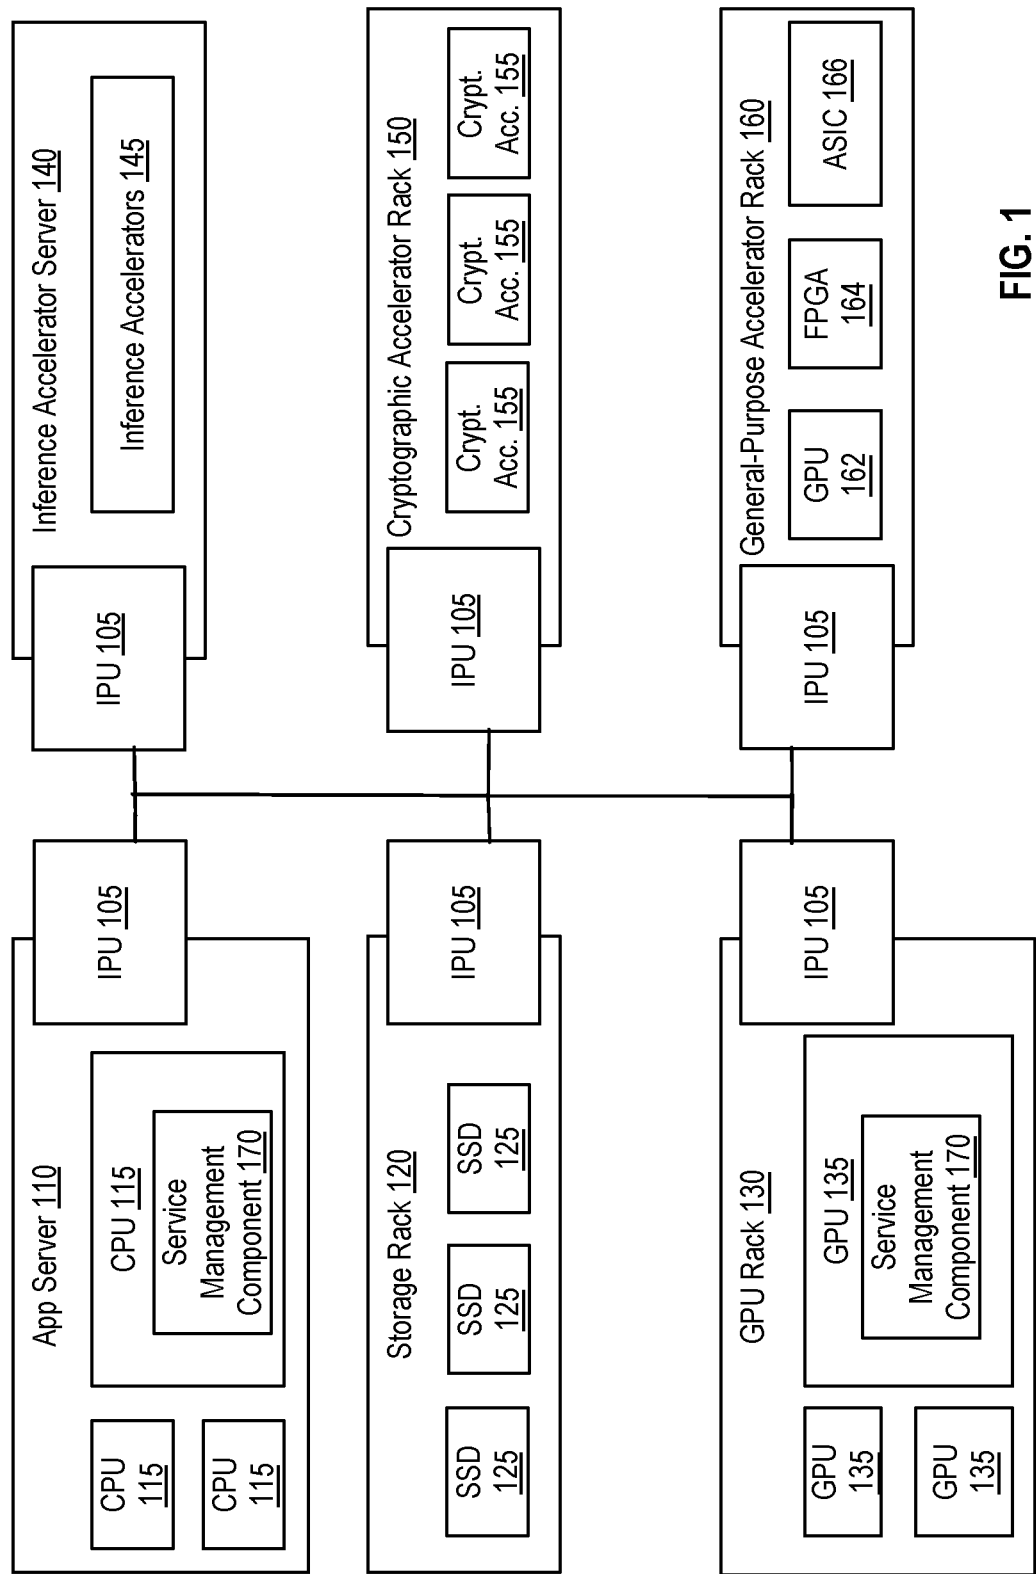 App Server 110
CPU
115
CPU
115
CPU 115
Service
Management
Component 170
IPU 105
Inference Accelerator Server 140
Inference Accelerators 145
IPU 105
Storage Rack 120
SSD
125
SSD
125
SSD
125
IPU 105
Cryptographic Accelerator Rack 150
Crypt.
Acc. 155
Crypt.
Acc. 155
Crypt.
Acc. 155
IPU 105
GPU Rack 130
GPU
135
GPU
135
GPU 135
Service
Management
Component 170
IPU 105
General-Purpose Accelerator Rack 160
GPU
162
FPGA
164
ASIC 166
IPU 105
FIG. 1